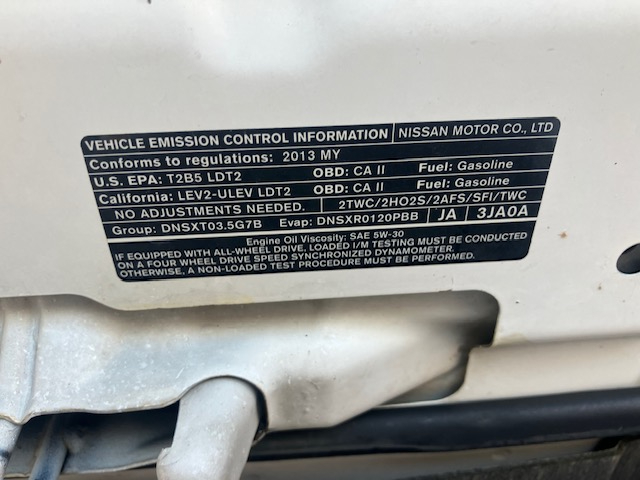 VEHICLE EMISSION CONTROL INFORMATION NISSAN MOTOR CO., LTD
Conforms to regulations: 2013 MY
U.S. EPA: T2B5 LDT2 OBD: CA II Fuel: Gasoline
California: LEV2-ULEV LDT2 OBD: CA II Fuel: Gasoline
NO ADJUSTMENTS NEEDED. 2TWC/2HO2S/2AFS/SFI/TWC
Group: DNSXT03.5G7B Evap: DNSXR0120PBB JA 3JA0A
Engine Oil Viscosity: SAE 5W-30
IF EQUIPPED WITH ALL-WHEEL DRIVE, LOADED I/M TESTING MUST BE CONDUCTED
ON A FOUR WHEEL DRIVE SPEED SYNCHRONIZED DYNAMOMETER.
OTHERWISE, A NON-LOADED TEST PROCEDURE MUST BE PERFORMED.